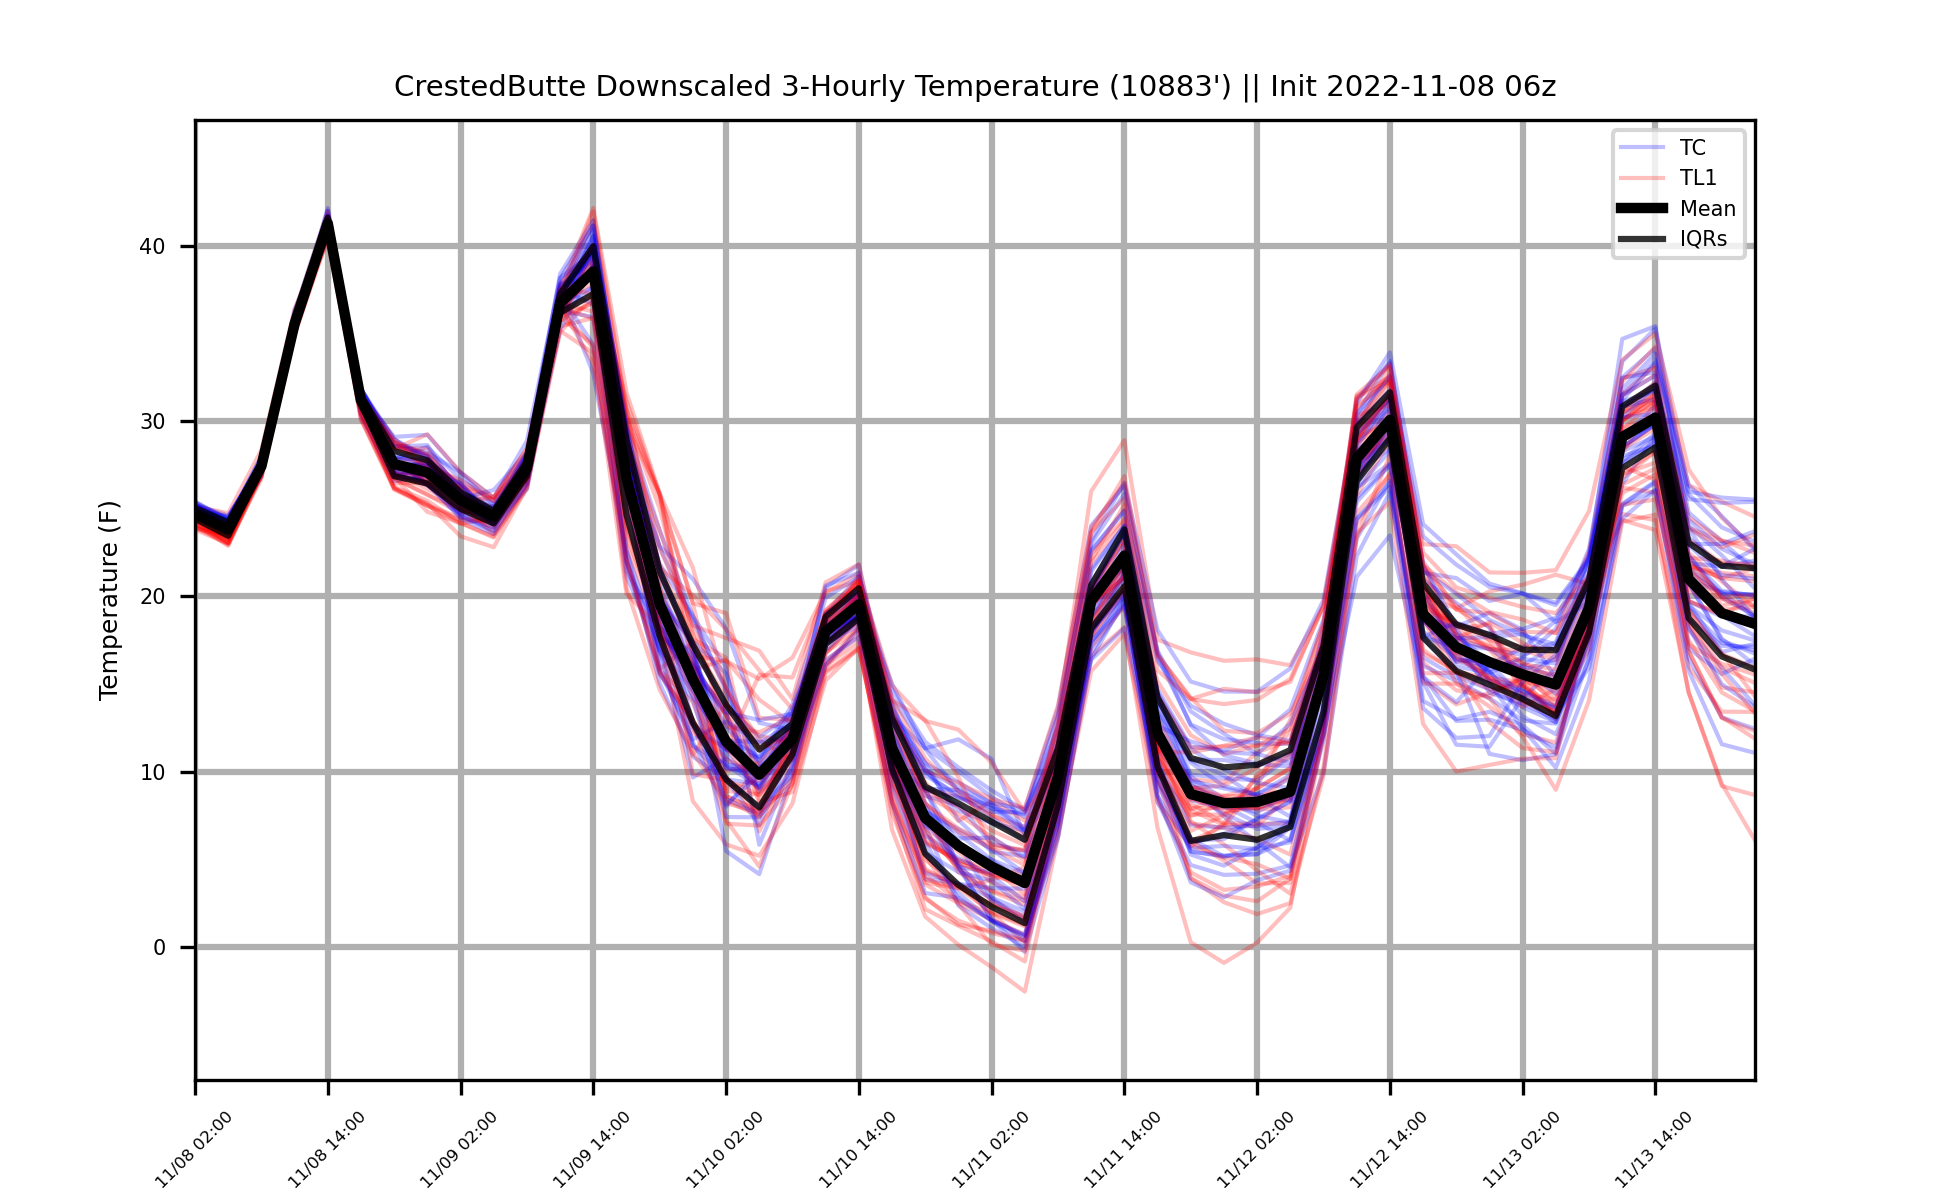 CrestedButte Downscaled 3-Hourly Temperature (10883') || Init 2022-11-08 06z
TC
TL1
Mean
IQRs
Temperature (F)
40
30
20
10
0
11/08 02:00
11/08 14:00
11/09 02:00
11/09 14:00
11/10 02:00
11/10 14:00
11/11 02:00
11/11 14:00
11/12 02:00
11/12 14:00
11/13 02:00
11/13 14:00